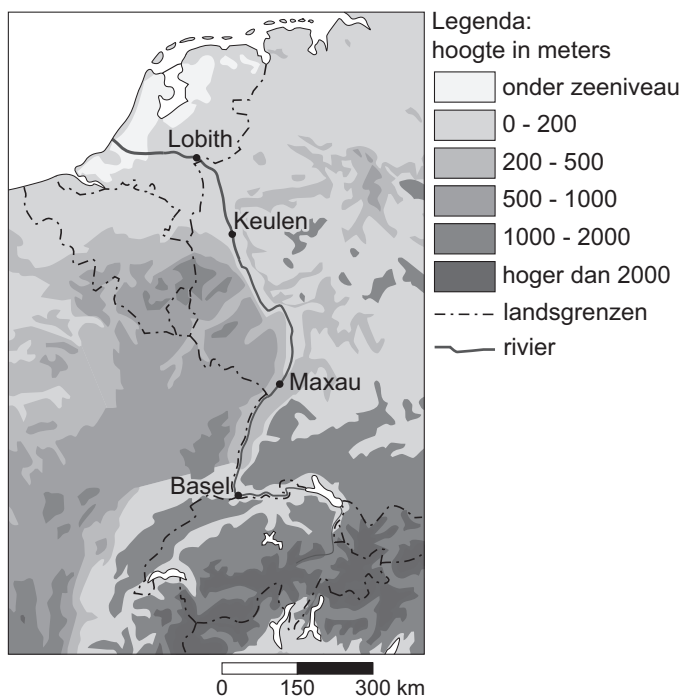 Legenda:
hoogte in meters
onder zeeniveau
0 - 200
200 - 500
500 - 1000
1000 - 2000
hoger dan 2000
landsgrenzen
rivier
Lobith
Keulen
Maxau
Basel
0 150 300 km